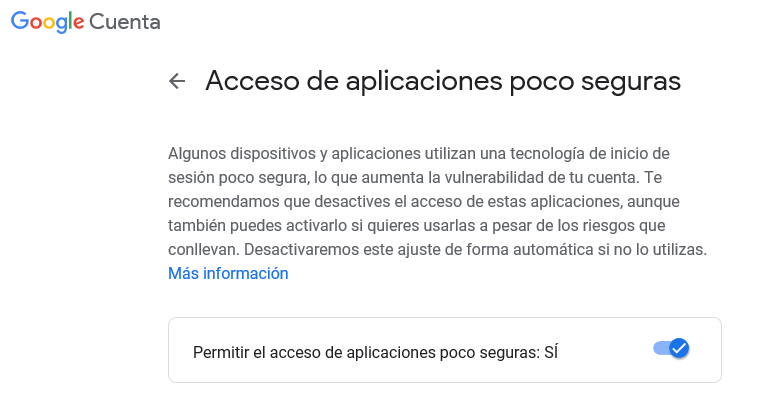 Google Cuenta
Acceso de aplicaciones poco seguras
Algunos dispositivos y aplicaciones utilizan una tecnología de inicio de
sesión poco segura, lo que aumenta la vulnerabilidad de tu cuenta. Te
recomendamos que desactives el acceso de estas aplicaciones, aunque
también puedes activarlo si quieres usarlas a pesar de los riesgos que
conllevan. Desactivaremos este ajuste de forma automática si no lo utilizas.
Más información
Permitir el acceso de aplicaciones poco seguras: SÍ